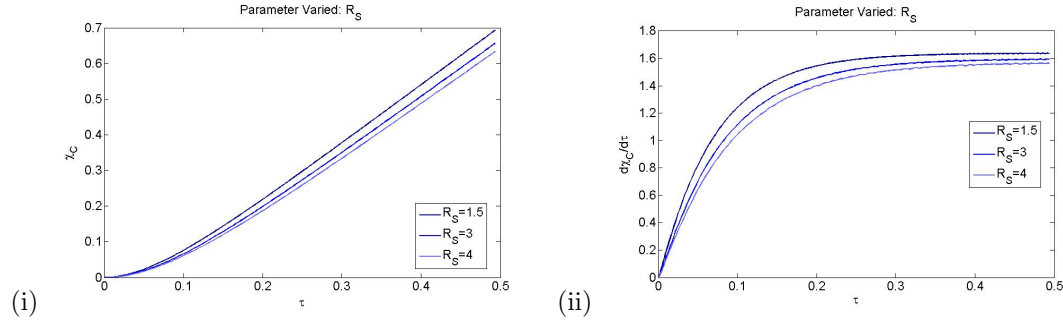 Parameter Varied: R_S
0.7
0.6
0.5
0.4
0.3
0.2
0.1
0
χ_C
R_S=1.5
R_S=3
R_S=4
0 0.1 0.2 0.3 0.4 0.5
τ
(i)
Parameter Varied: R_S
1.8
1.6
1.4
1.2
1
0.8
0.6
0.4
0.2
0
dχ_C/dτ
R_S=1.5
R_S=3
R_S=4
0 0.1 0.2 0.3 0.4 0.5
τ
(ii)